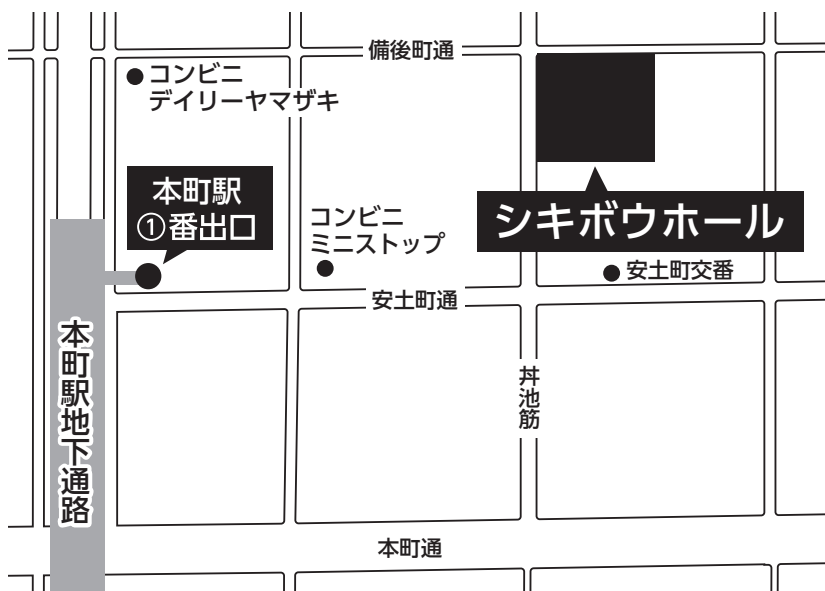 備後町通
コンビニ
デイリーヤマザキ
本町駅
①番出口
コンビニ
ミニストップ
シキボウホール
安土町交番
安土町通
本町駅地下通路
丼池筋
本町通